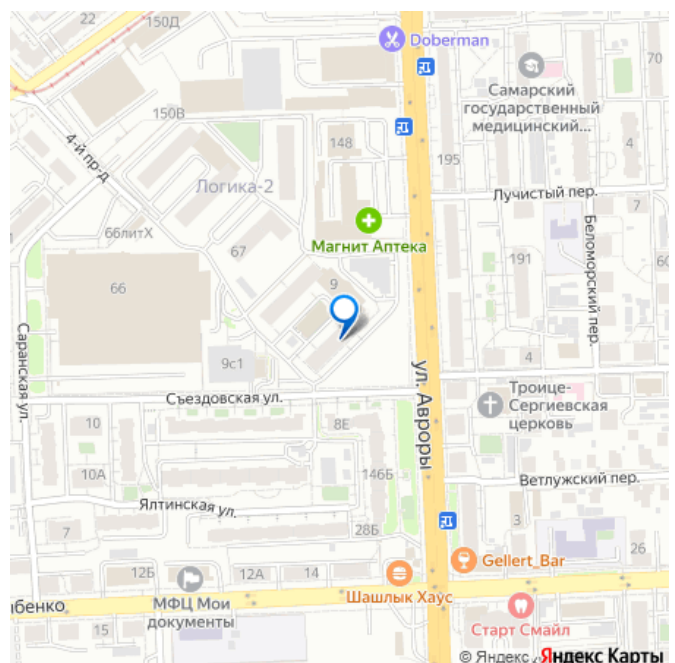 22
150Д
Doberman
70
Самарский
государственный
медицинский...
150В
4-й пр-д
148
195
4
Логика-2
Лучистый пер.
7
Магнит Аптека
66литХ
67
191
60
Беломорский пер.
66
9
Саранская ул.
9с1
4
ул. Авроры
Троице-
Сергиевская
церковь
Съездовская ул.
10
8Е
10А
146Б
Ветлужский пер.
Ялтинская ул.
7
28Б
3
26
Gellert_Bar
12Б
12А
14
Шашлык Хаус
МФЦ Мои
документы
ыбенко
15
Старт Смайл
© Яндекс Яндекс Карты